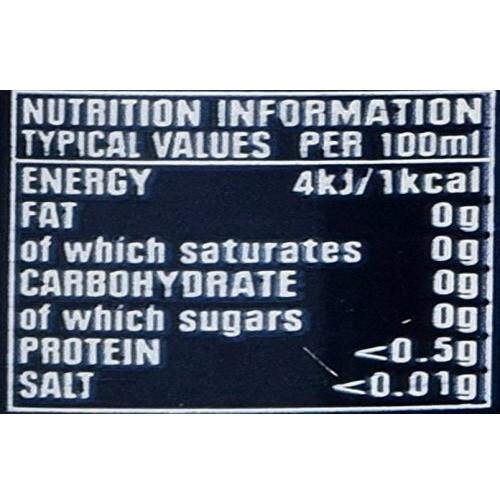 NUTRITION INFORMATION
TYPICAL VALUES PER 100ml
ENERGY 4kJ/1kcal
FAT 0g
of which saturates 0g
CARBOHYDRATE 0g
of which sugars 0g
PROTEIN <0.5g
SALT <0.01g